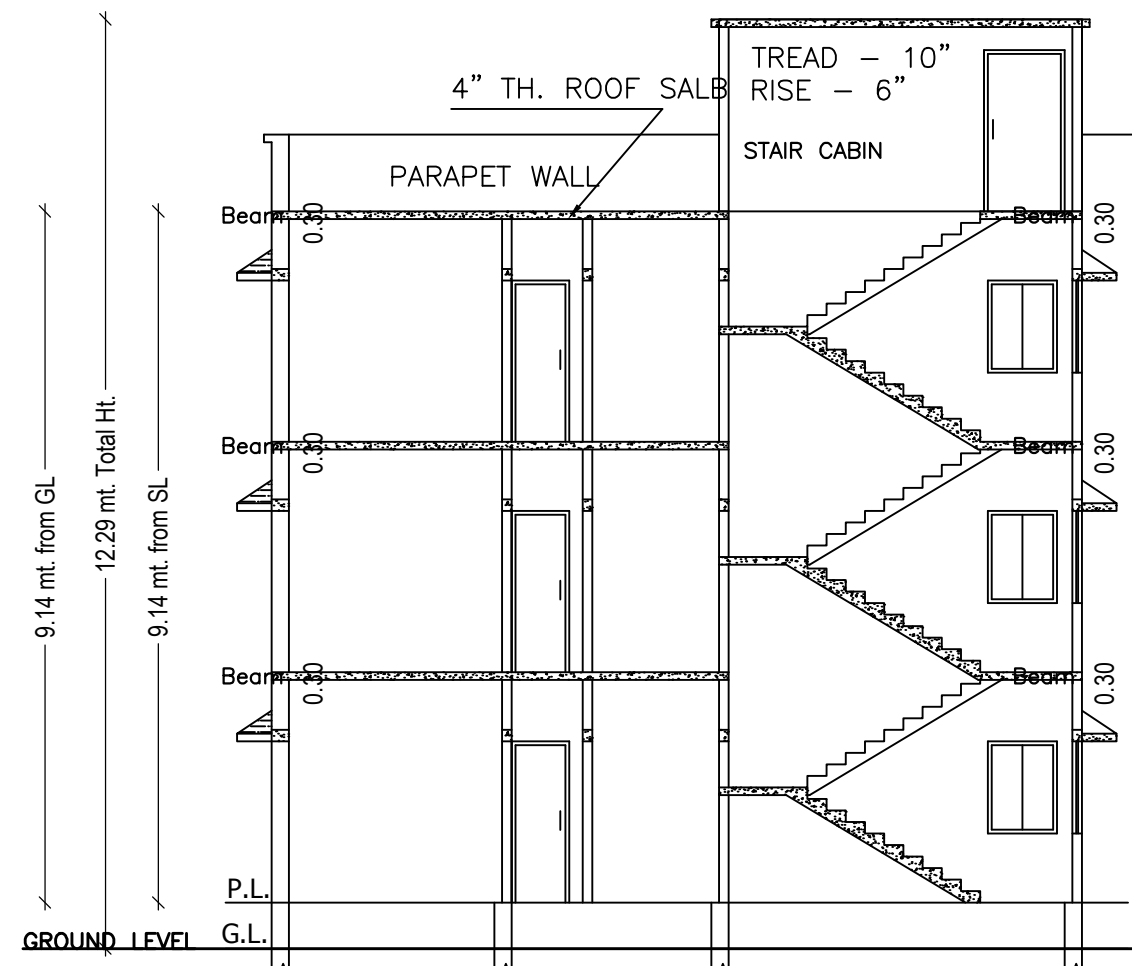 TREAD – 10”
4” TH. ROOF SALB RISE – 6”
STAIR CABIN
PARAPET WALL
Beam 0.30 Beam 0.30
Beam 0.30 Beam 0.30
Beam 0.30 Beam 0.30
9.14 mt. from GL
12.29 mt. Total Ht.
9.14 mt. from SL
P.L.
GROUND LEVEL G.L.